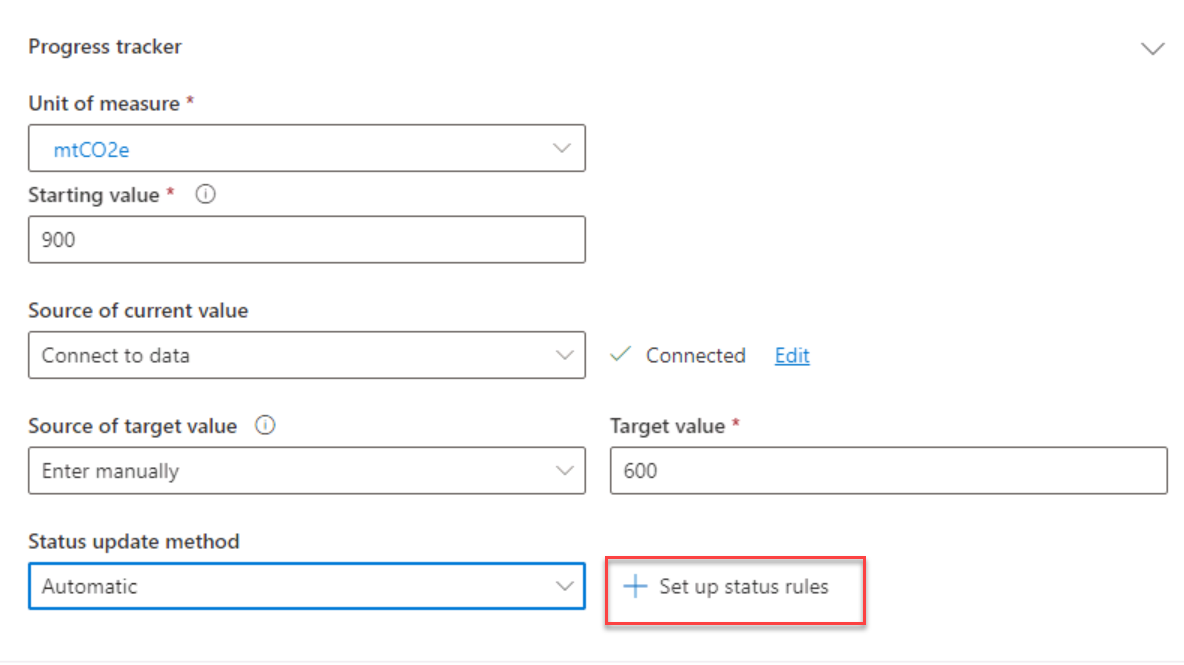 Progress tracker
Unit of measure *
mtCO2e
Starting value *
900
Source of current value
Connect to data
Connected Edit
Source of target value
Target value *
Enter manually
600
Status update method
Automatic
Set up status rules